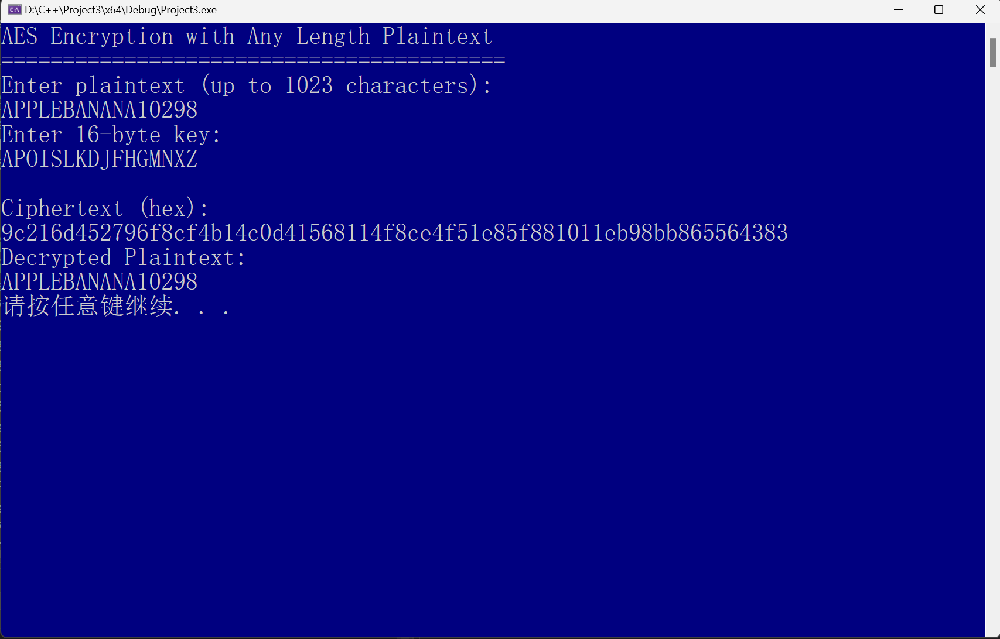 D:\C++\Project3\x64\Debug\Project3.exe
AES Encryption with Any Length Plaintext
=========================================
Enter plaintext (up to 1023 characters):
APPLEBANANA10298
Enter 16-byte key:
APOISLKDJFHGMNXZ
Ciphertext (hex):
9c216d452796f8cf4b14c0d41568114f8ce4f51e85f881011eb98bb865564383
Decrypted Plaintext:
APPLEBANANA10298
请按任意键继续. . .